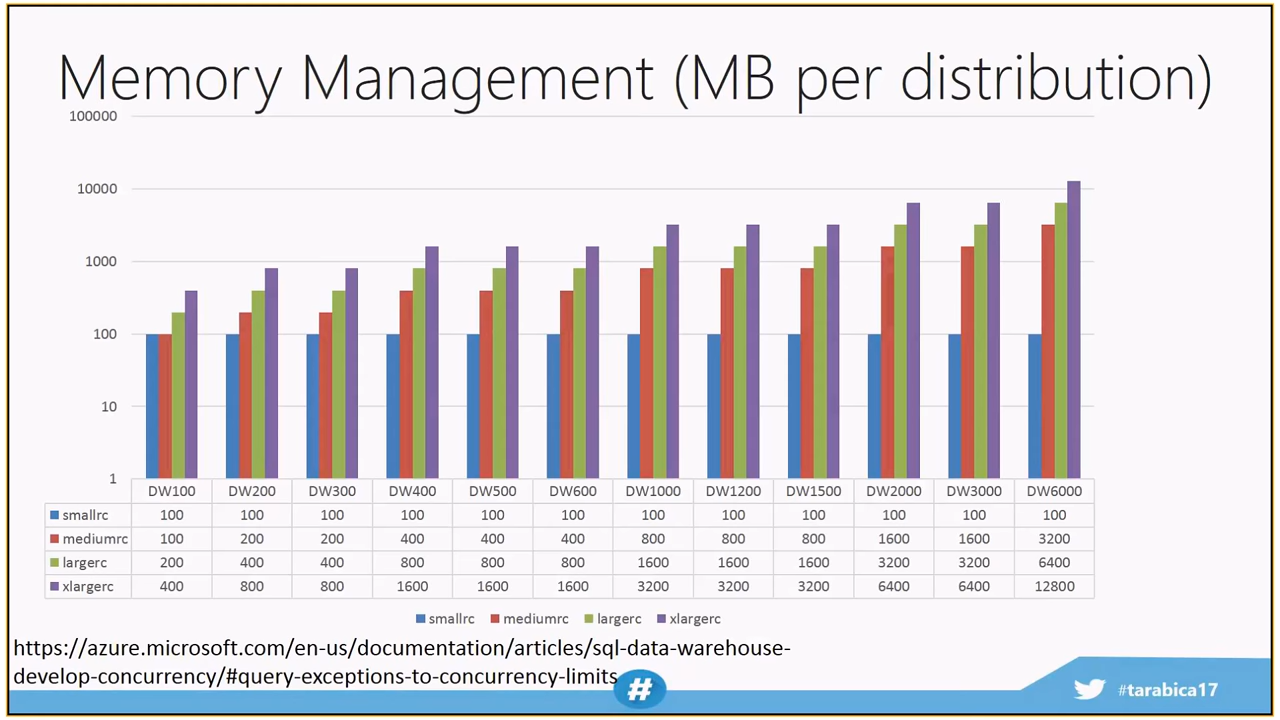 Memory Management (MB per distribution)
100000
10000
1000
100
10
1
DW100 DW200 DW300 DW400 DW500 DW600 DW1000 DW1200 DW1500 DW2000 DW3000 DW6000
smallrc 100 100 100 100 100 100 100 100 100 100 100 100
mediumrc 100 200 200 400 400 400 800 800 800 1600 1600 3200
largerc 200 400 400 800 800 800 1600 1600 1600 3200 3200 6400
xlargerc 400 800 800 1600 1600 1600 3200 3200 3200 6400 6400 12800
smallrc mediumrc largerc xlargerc
https://azure.microsoft.com/en-us/documentation/articles/sql-data-warehouse-
develop-concurrency/#query-exceptions-to-concurrency-limits
#
#tarabica17